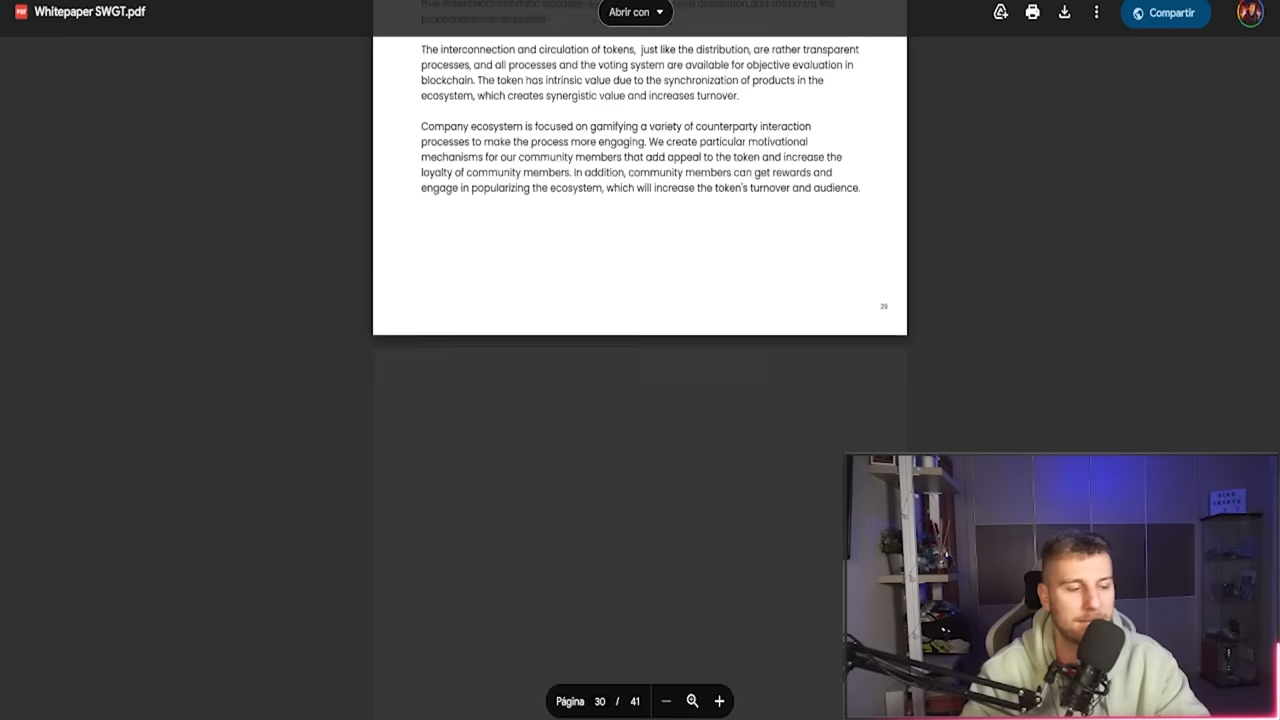 Whitepaper SWGT.pdf
Abrir con
Compartir
The interconnection and circulation of tokens, just like the distribution, are rather transparent
processes, and all processes and the voting system are available for objective evaluation in
blockchain. The token has intrinsic value due to the synchronization of products in the
ecosystem, which creates synergistic value and increases turnover.
Company ecosystem is focused on gamifying a variety of counterparty interaction
processes to make the process more engaging. We create particular motivational
mechanisms for our community members that add appeal to the token and increase the
loyalty of community members. In addition, community members can get rewards and
engage in popularizing the ecosystem, which will increase the token's turnover and audience.
29
Página 30 / 41